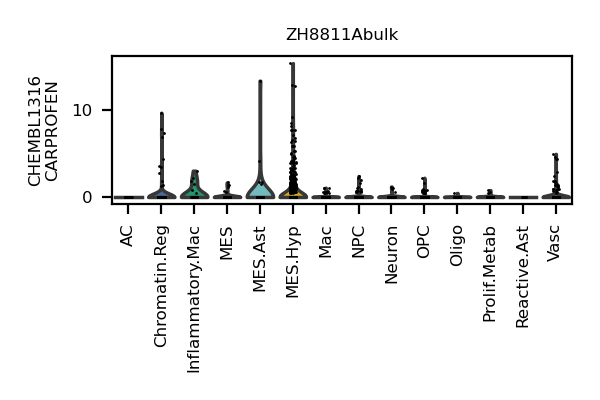 ZH8811Abulk
CHEMBL1316
CARPROFEN
10
0
AC
Chromatin.Reg
Inflammatory.Mac
MES
MES.Ast
MES.Hyp
Mac
NPC
Neuron
OPC
Oligo
Prolif.Metab
Reactive.Ast
Vasc